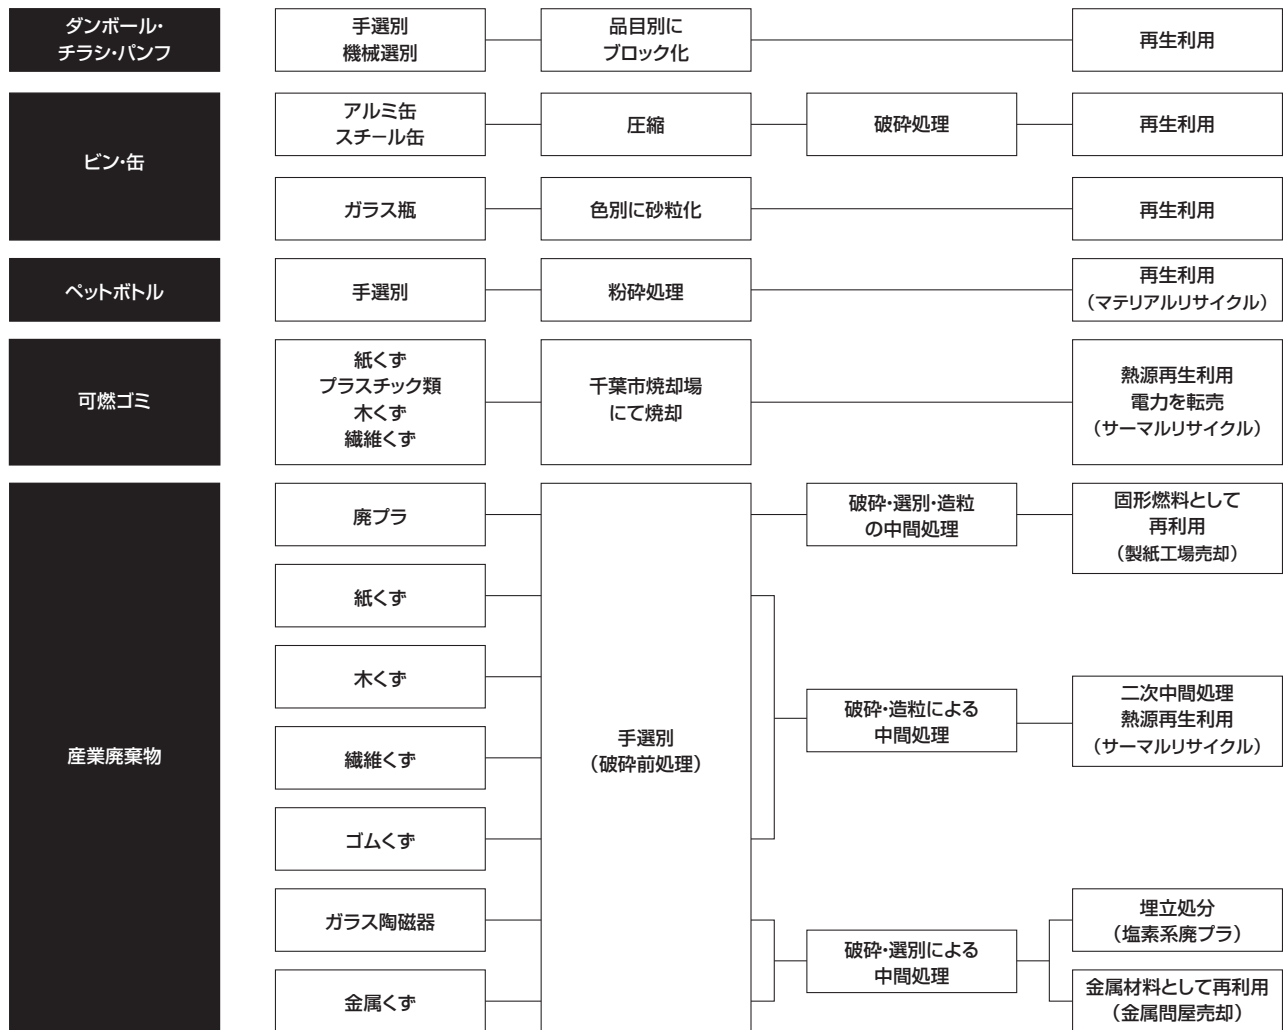 ダンボール・
チラシ・パンフ
手選別
機械選別
品目別に
ブロック化
再生利用
ビン・缶
アルミ缶
スチール缶
圧縮
破砕処理
再生利用
ガラス瓶
色別に砂粒化
再生利用
ペットボトル
手選別
粉砕処理
再生利用
（マテリアルリサイクル）
可燃ゴミ
紙くず
プラスチック類
木くず
繊維くず
千葉市焼却場
にて焼却
熱源再生利用
電力を転売
（サーマルリサイクル）
産業廃棄物
廃プラ
紙くず
木くず
繊維くず
ゴムくず
ガラス陶磁器
金属くず
手選別
（破砕前処理）
破砕・選別・造粒
の中間処理
固形燃料として
再利用
（製紙工場売却）
破砕・造粒による
中間処理
二次中間処理
熱源再生利用
（サーマルリサイクル）
破砕・選別による
中間処理
埋立処分
（塩素系廃プラ）
金属材料として再利用
（金属問屋売却）